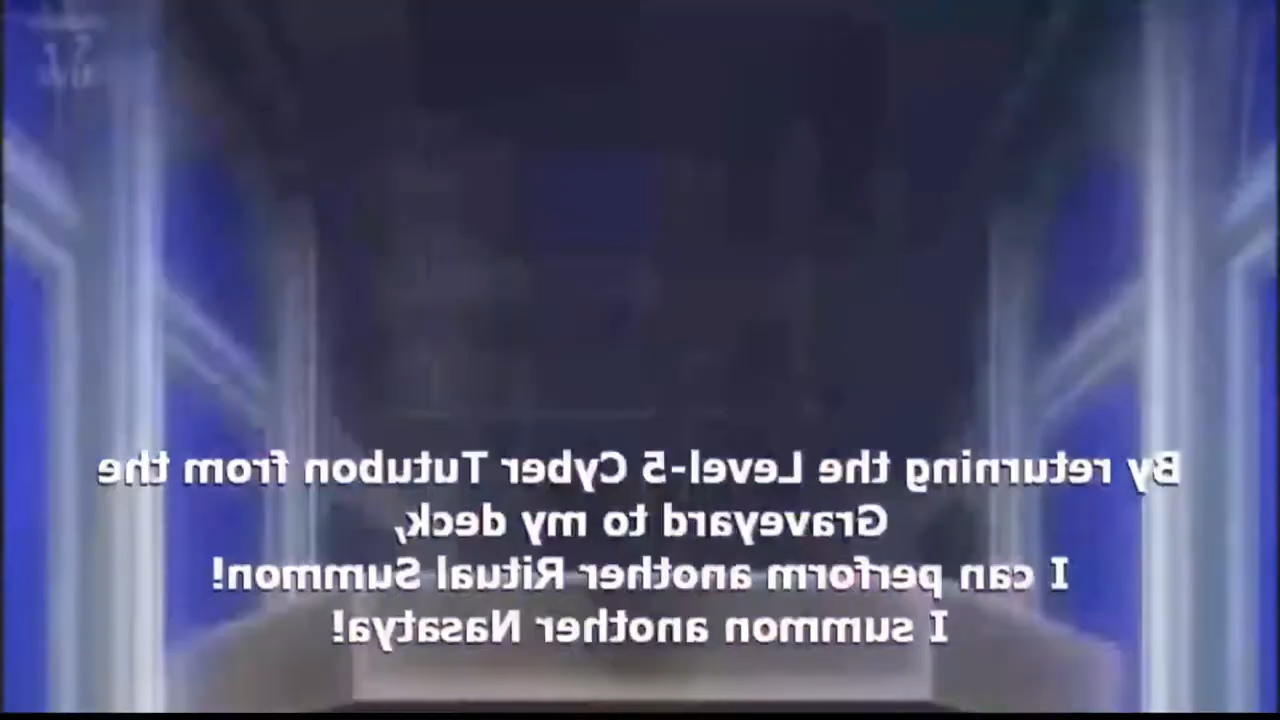 By returning the Level-5 Cyber Tutubon from the
Graveyard to my deck,
I can perform another Ritual Summon!
I summon another Nasatya!